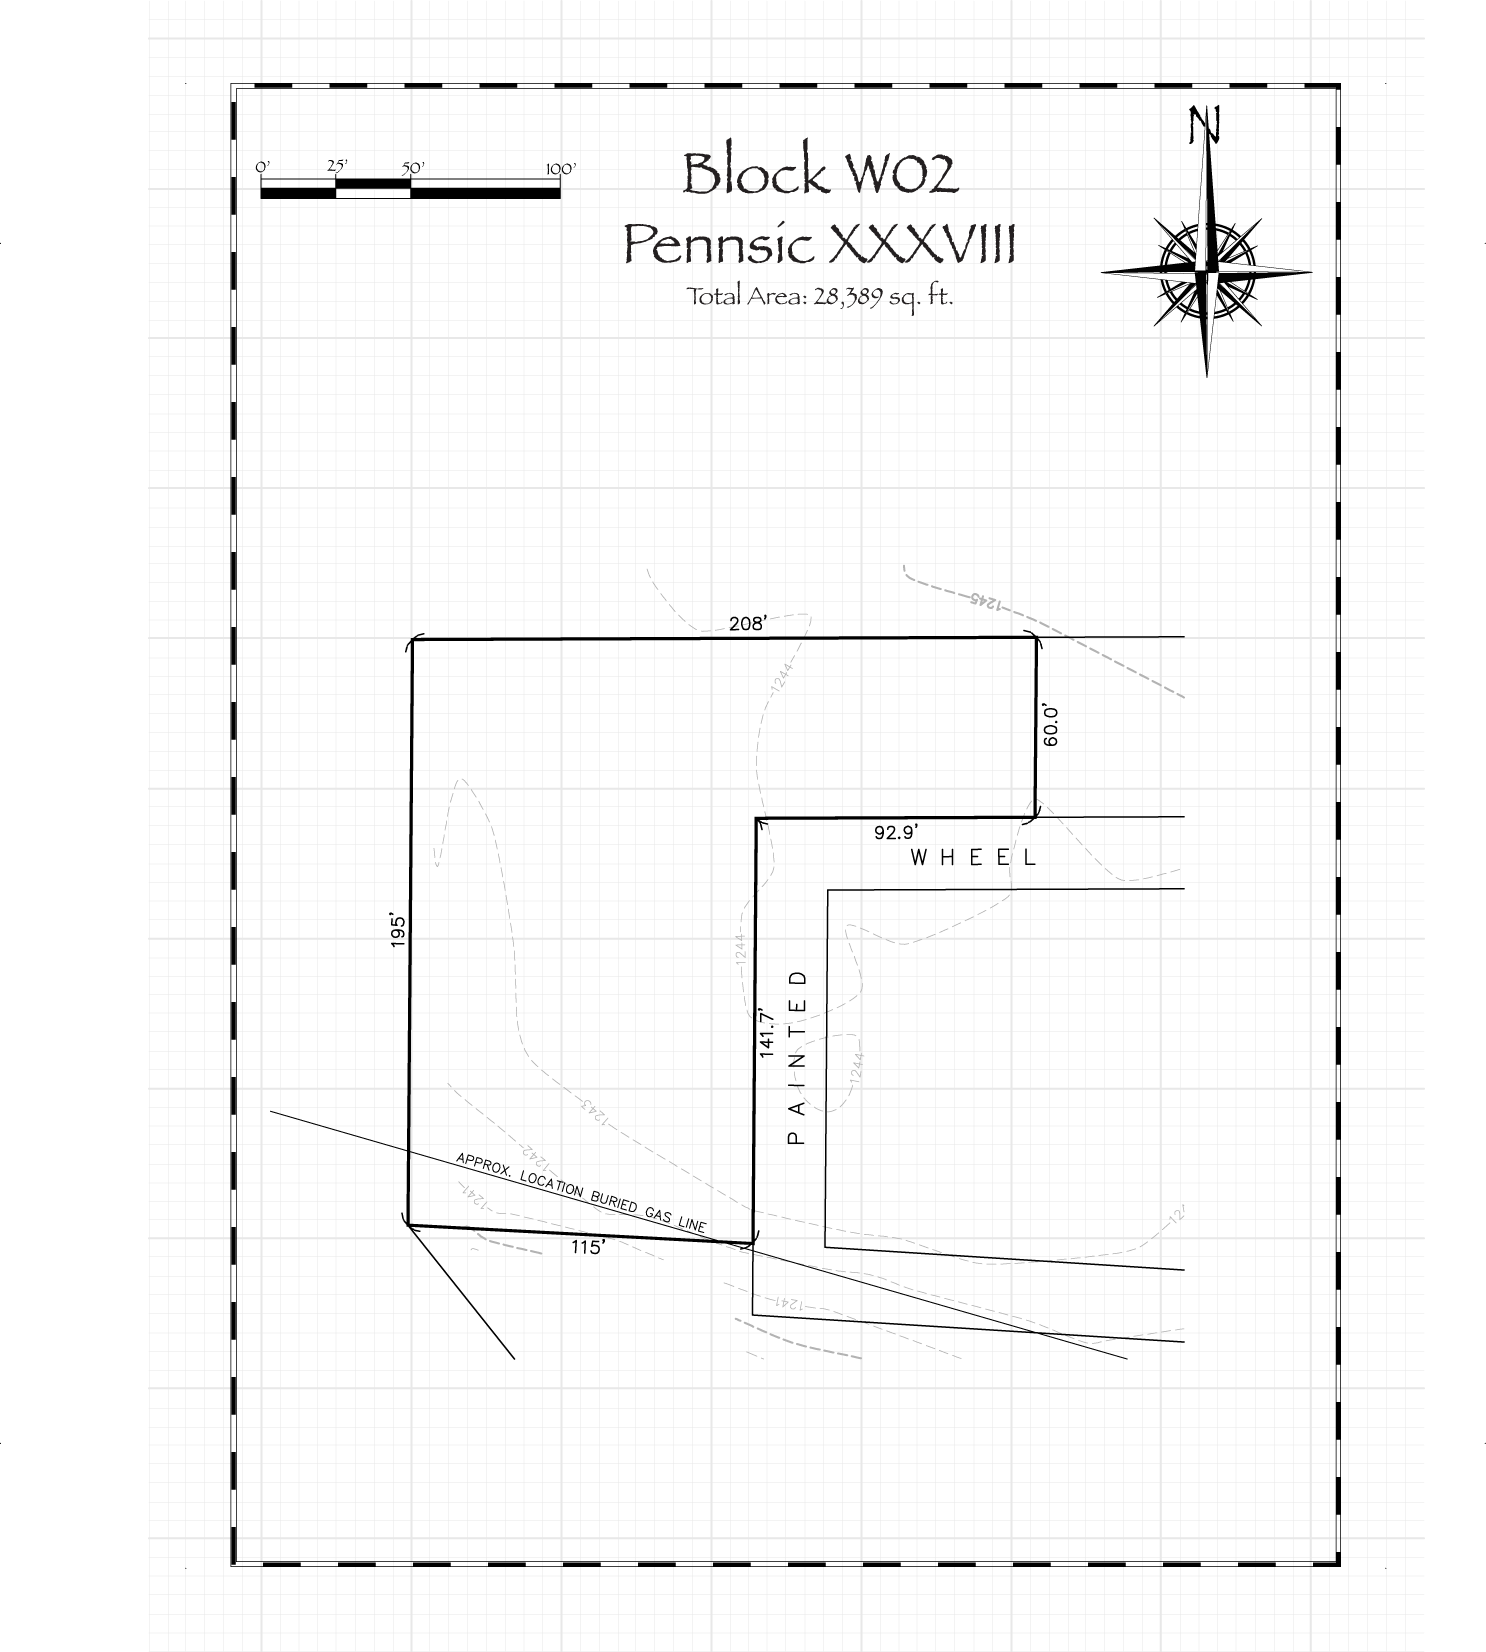 N
0' 25' 50' 100'
Block W02
Pennsic XXXVIII
Total Area: 28,389 sq. ft.
1245
208'
1244
60.0'
92.9'
WHEEL
195'
1244
PAINTED
141.7'
1244
1243
1242
APPROX. LOCATION BURIED GAS LINE
1241
115'
1241